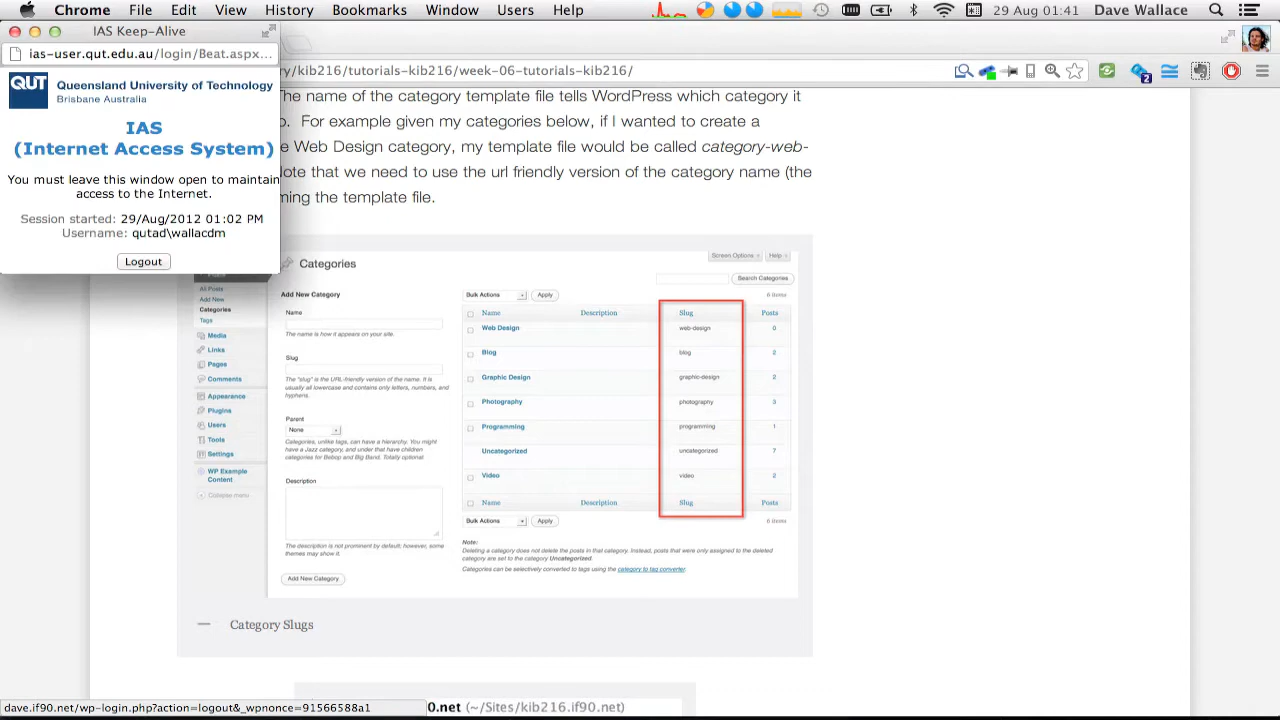 Chrome File Edit View History Bookmarks Window Users Help 29 Aug 01:41 Dave Wallace
IAS Keep-Alive
ias-user.qut.edu.au/login/Beat.aspx...
QUT Queensland University of Technology
Brisbane Australia
IAS
(Internet Access System)
You must leave this window open to maintain
access to the Internet.
Session started: 29/Aug/2012 01:02 PM
Username: qutad\wallacdm
Logout
ry/kib216/tutorials-kib216/week-06-tutorials-kib216/
he name of the category template file tells WordPress which category it
o. For example given my categories below, if I wanted to create a
e Web Design category, my template file would be called category-web-
ote that we need to use the url friendly version of the category name (the
ming the template file.
Screen Options Help
Categories
Search Categories
All Posts
Add New
Categories
Tags
Media
Links
Pages
Comments
Appearance
Plugins
Users
Tools
Settings
WP Example
Content
Collapse menu
Add New Category
Name
The name is how it appears on your site.
Slug
The "slug" is the URL-friendly version of the name. It is
usually all lowercase and contains only letters, numbers, and
hyphens.
Parent
None
Categories, unlike tags, can have a hierarchy. You might
have a Jazz category, and under that have children
categories for Bebop and Big Band. Totally optional
Description
The description is not prominent by default; however, some
themes may show it.
Add New Category
Bulk Actions Apply 6 items
Name Description Slug Posts
Web Design web-design 0
Blog blog 2
Graphic Design graphic-design 2
Photography photography 3
Programming programming 1
Uncategorized uncategorized 7
Video video 2
Name Description Slug Posts
Bulk Actions Apply 6 items
Note:
Deleting a category does not delete the posts in that category. Instead, posts that were only assigned to the deleted
category are set to the category Uncategorized.
Categories can be selectively converted to tags using the category to tag converter.
— Category Slugs
dave.if90.net/wp-login.php?action=logout&_wpnonce=91566588a1
0.net (~/Sites/kib216.if90.net)